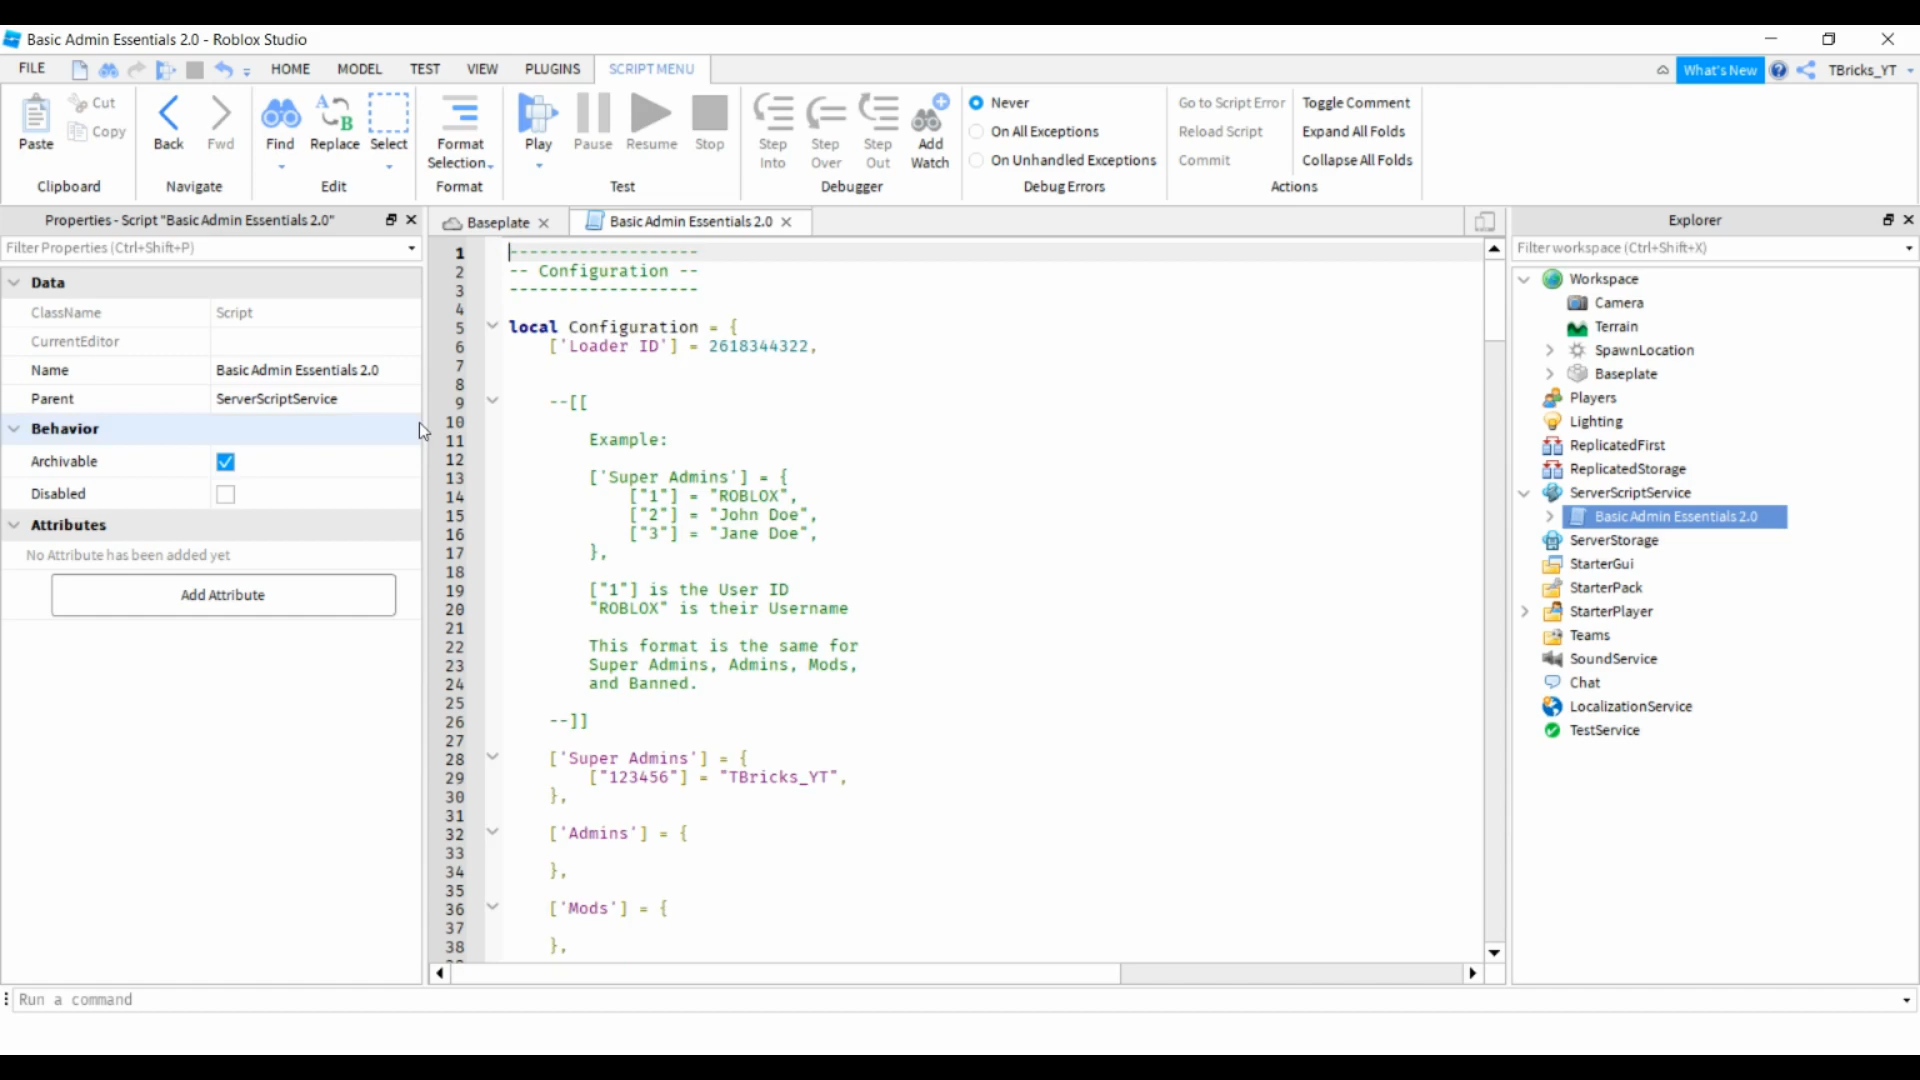 Basic Admin Essentials 2.0 - Roblox Studio
FILE HOME MODEL TEST VIEW PLUGINS SCRIPT MENU What's New TBricks_YT
Paste Cut Copy
Clipboard
Back Fwd
Navigate
Find Replace Select
Edit
Format Selection
Format
Play Pause Resume Stop
Test
Step Into Step Over Step Out Add Watch
Debugger
Never
On All Exceptions
On Unhandled Exceptions
Debug Errors
Go to Script Error Toggle Comment
Reload Script Expand All Folds
Commit Collapse All Folds
Actions
Properties - Script "Basic Admin Essentials 2.0"
Filter Properties (Ctrl+Shift+P)
Data
ClassName Script
CurrentEditor
Name Basic Admin Essentials 2.0
Parent ServerScriptService
Behavior
Archivable
Disabled
Attributes
No Attribute has been added yet
Add Attribute
Baseplate Basic Admin Essentials 2.0
1 -------------------
2 -- Configuration --
3 -------------------
4
5 local Configuration = {
6 ['Loader ID'] = 2618344322,
7
8
9 --[[
10
11 Example:
12
13 ['Super Admins'] = {
14 ["1"] = "ROBLOX",
15 ["2"] = "John Doe",
16 ["3"] = "Jane Doe",
17 },
18
19 ["1"] is the User ID
20 "ROBLOX" is their Username
21
22 This format is the same for
23 Super Admins, Admins, Mods,
24 and Banned.
25
26 --]]
27
28 ['Super Admins'] = {
29 ["123456"] = "TBricks_YT",
30 },
31
32 ['Admins'] = {
33
34 },
35
36 ['Mods'] = {
37
38 },
Explorer
Filter workspace (Ctrl+Shift+X)
Workspace
Camera
Terrain
SpawnLocation
Baseplate
Players
Lighting
ReplicatedFirst
ReplicatedStorage
ServerScriptService
Basic Admin Essentials 2.0
ServerStorage
StarterGui
StarterPack
StarterPlayer
Teams
SoundService
Chat
LocalizationService
TestService
Run a command